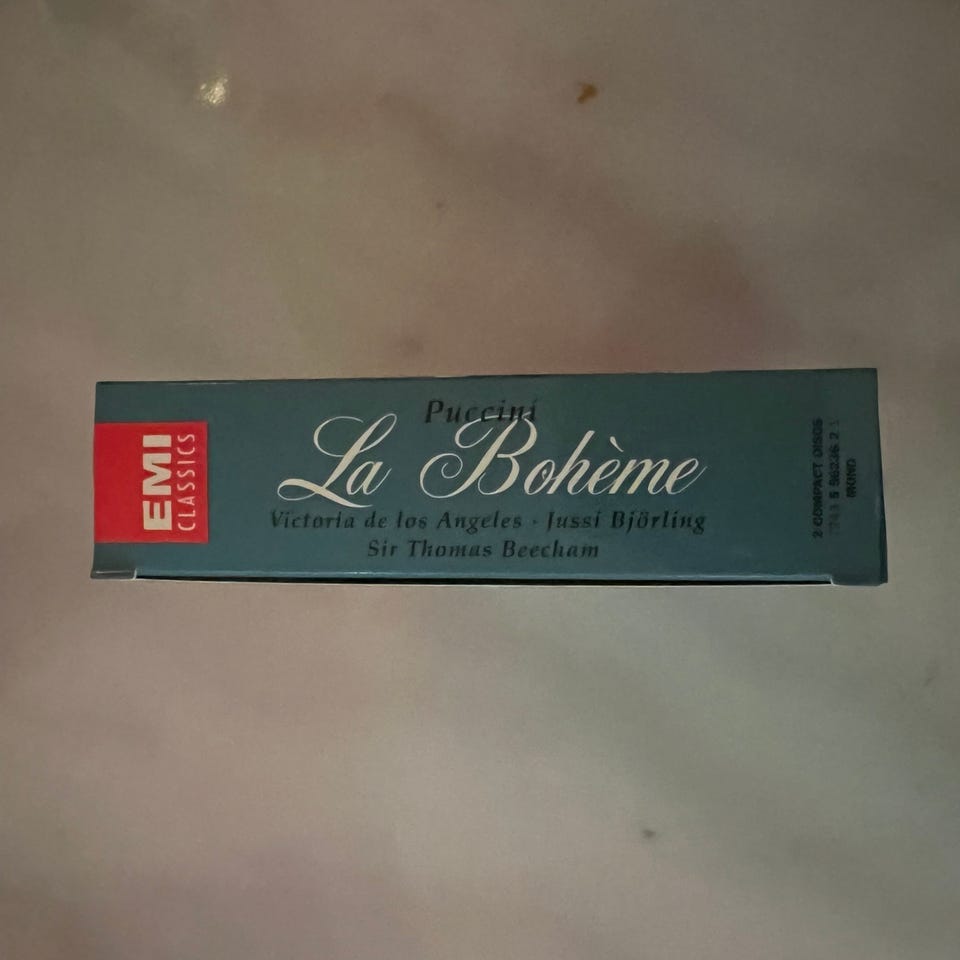 EMI
CLASSICS
Puccini
La Bohème
Victoria de los Angeles · Jussi Björling
Sir Thomas Beecham
2 COMPACT DISCS
MONO